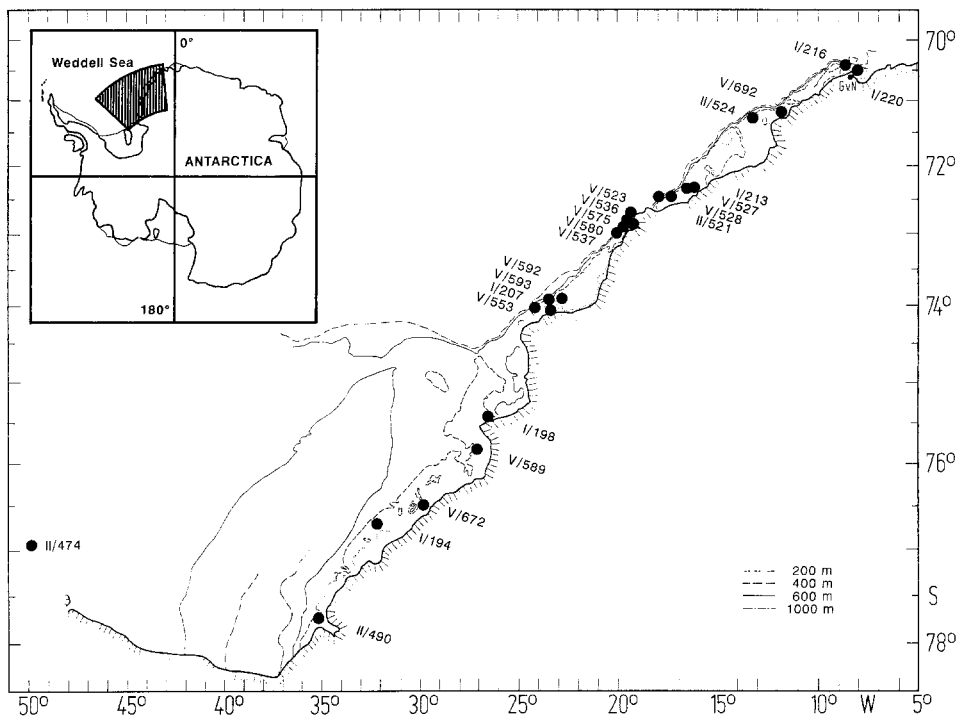 0°
Weddell Sea
ANTARCTICA
180°
70°
72°
74°
76°
S
78°
I/216
GvN
I/220
V/692
II/524
I/213
V/527
V/528
II/521
V/523
V/536
V/575
V/580
V/537
V/592
V/593
I/207
V/553
I/198
V/589
V/672
I/194
II/474
II/490
200 m
400 m
600 m
1000 m
50°
45°
40°
35°
30°
25°
20°
15°
10°
W
5°